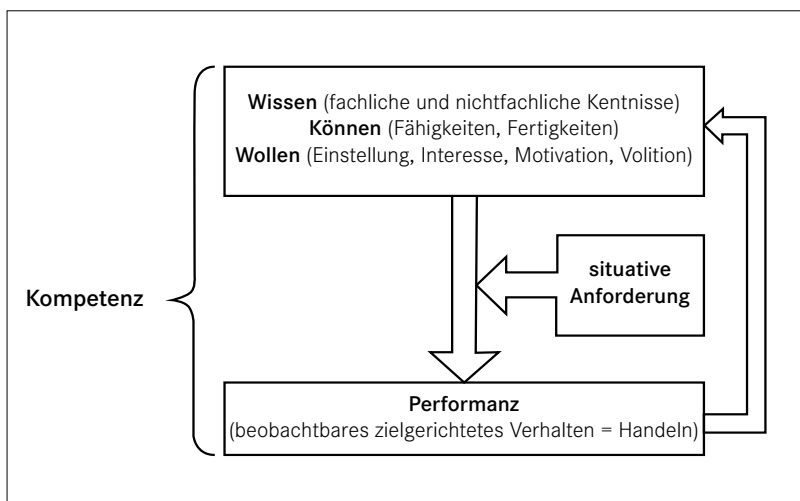 Wissen (fachliche und nichtfachliche Kentnisse)
Können (Fähigkeiten, Fertigkeiten)
Wollen (Einstellung, Interesse, Motivation, Volition)
situative
Anforderung
Kompetenz
Performanz
(beobachtbares zielgerichtetes Verhalten = Handeln)